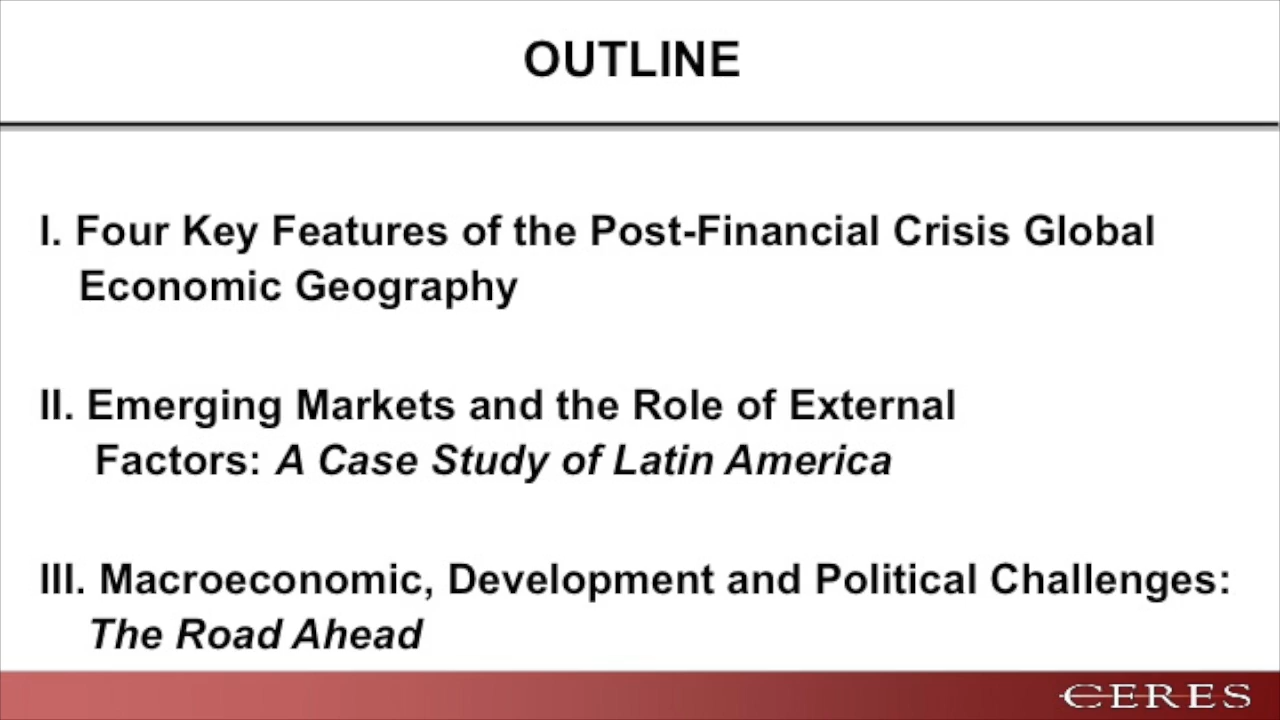 OUTLINE
I. Four Key Features of the Post-Financial Crisis Global
Economic Geography
II. Emerging Markets and the Role of External
Factors: A Case Study of Latin America
III. Macroeconomic, Development and Political Challenges:
The Road Ahead
CERES